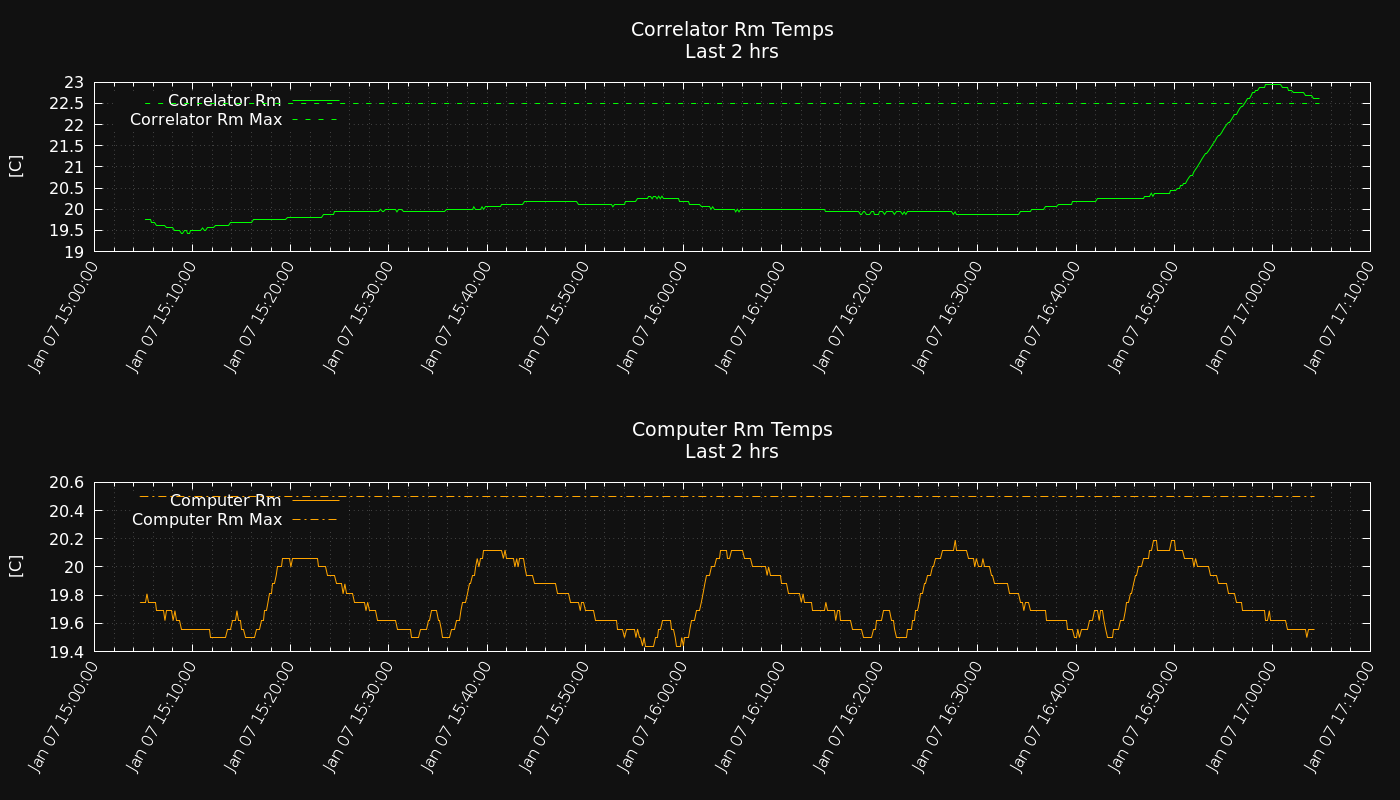 Correlator Rm Temps
Last 2 hrs
23
22.5
22
21.5
21
20.5
20
19.5
19
[C]
Correlator Rm
Correlator Rm Max
Jan 07 15:00:00
Jan 07 15:10:00
Jan 07 15:20:00
Jan 07 15:30:00
Jan 07 15:40:00
Jan 07 15:50:00
Jan 07 16:00:00
Jan 07 16:10:00
Jan 07 16:20:00
Jan 07 16:30:00
Jan 07 16:40:00
Jan 07 16:50:00
Jan 07 17:00:00
Jan 07 17:10:00
Computer Rm Temps
Last 2 hrs
20.6
20.4
20.2
20
19.8
19.6
19.4
[C]
Computer Rm
Computer Rm Max
Jan 07 15:00:00
Jan 07 15:10:00
Jan 07 15:20:00
Jan 07 15:30:00
Jan 07 15:40:00
Jan 07 15:50:00
Jan 07 16:00:00
Jan 07 16:10:00
Jan 07 16:20:00
Jan 07 16:30:00
Jan 07 16:40:00
Jan 07 16:50:00
Jan 07 17:00:00
Jan 07 17:10:00